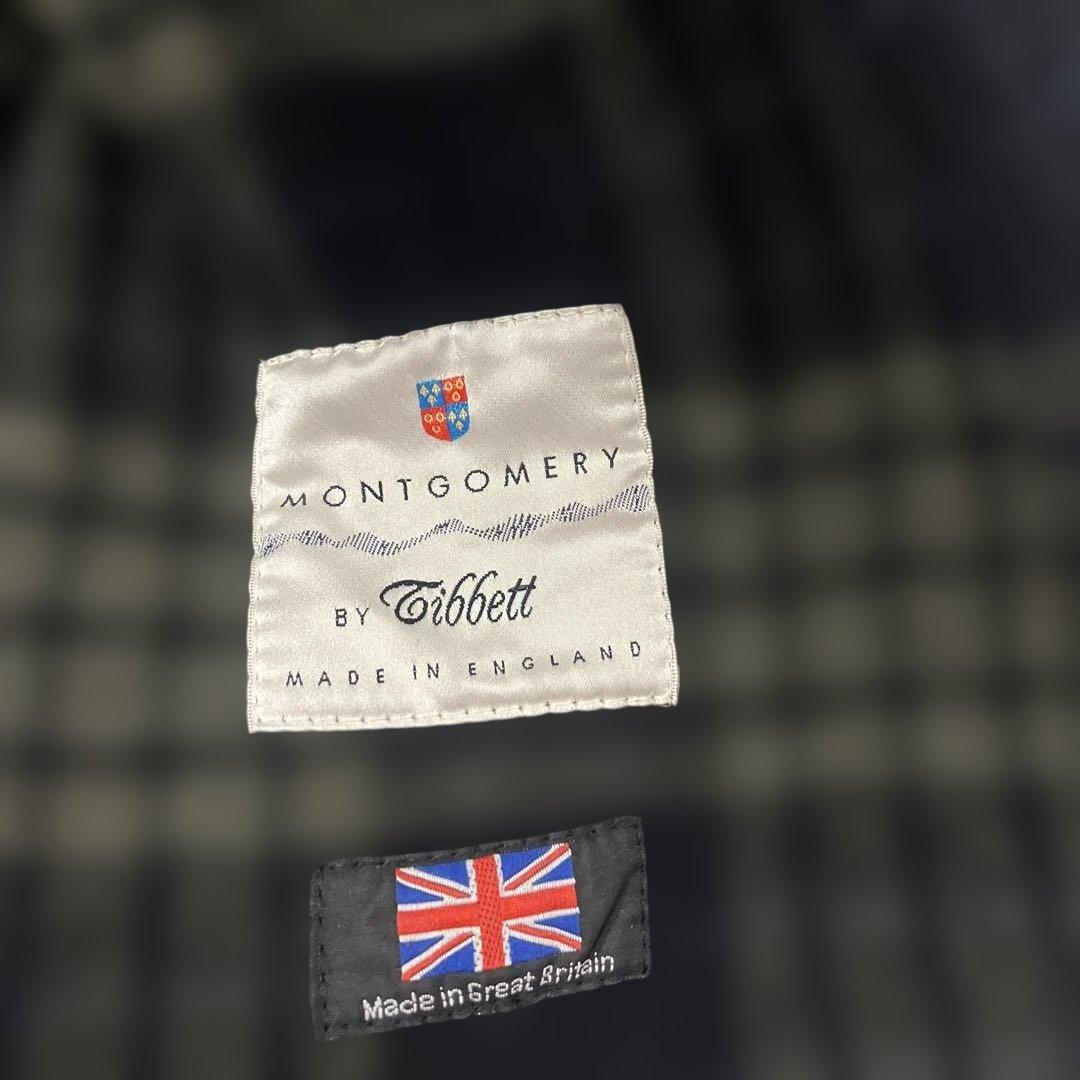 MONTGOMERY
BY Tibbett
MADE IN ENGLAND
Made in Great Britain